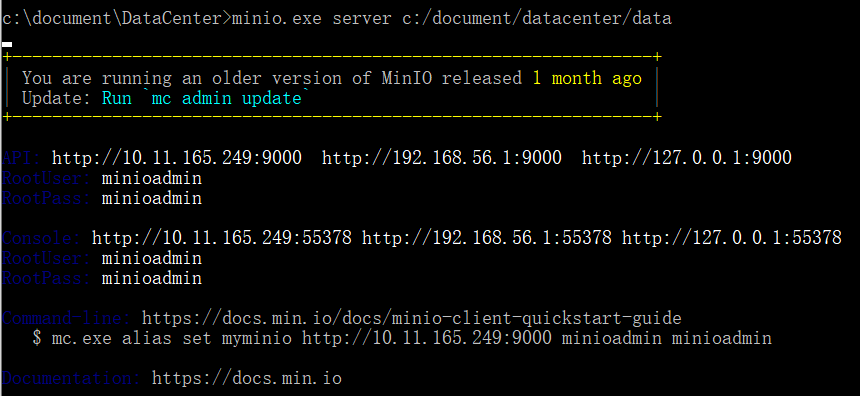 c:\document\DataCenter>minio.exe server c:/document/datacenter/data
You are running an older version of MinIO released 1 month ago
Update: Run `mc admin update`
API: http://10.11.165.249:9000  http://192.168.56.1:9000  http://127.0.0.1:9000
RootUser: minioadmin
RootPass: minioadmin
Console: http://10.11.165.249:55378 http://192.168.56.1:55378 http://127.0.0.1:55378
RootUser: minioadmin
RootPass: minioadmin
Command-line: https://docs.min.io/docs/minio-client-quickstart-guide
$ mc.exe alias set myminio http://10.11.165.249:9000 minioadmin minioadmin
Documentation: https://docs.min.io